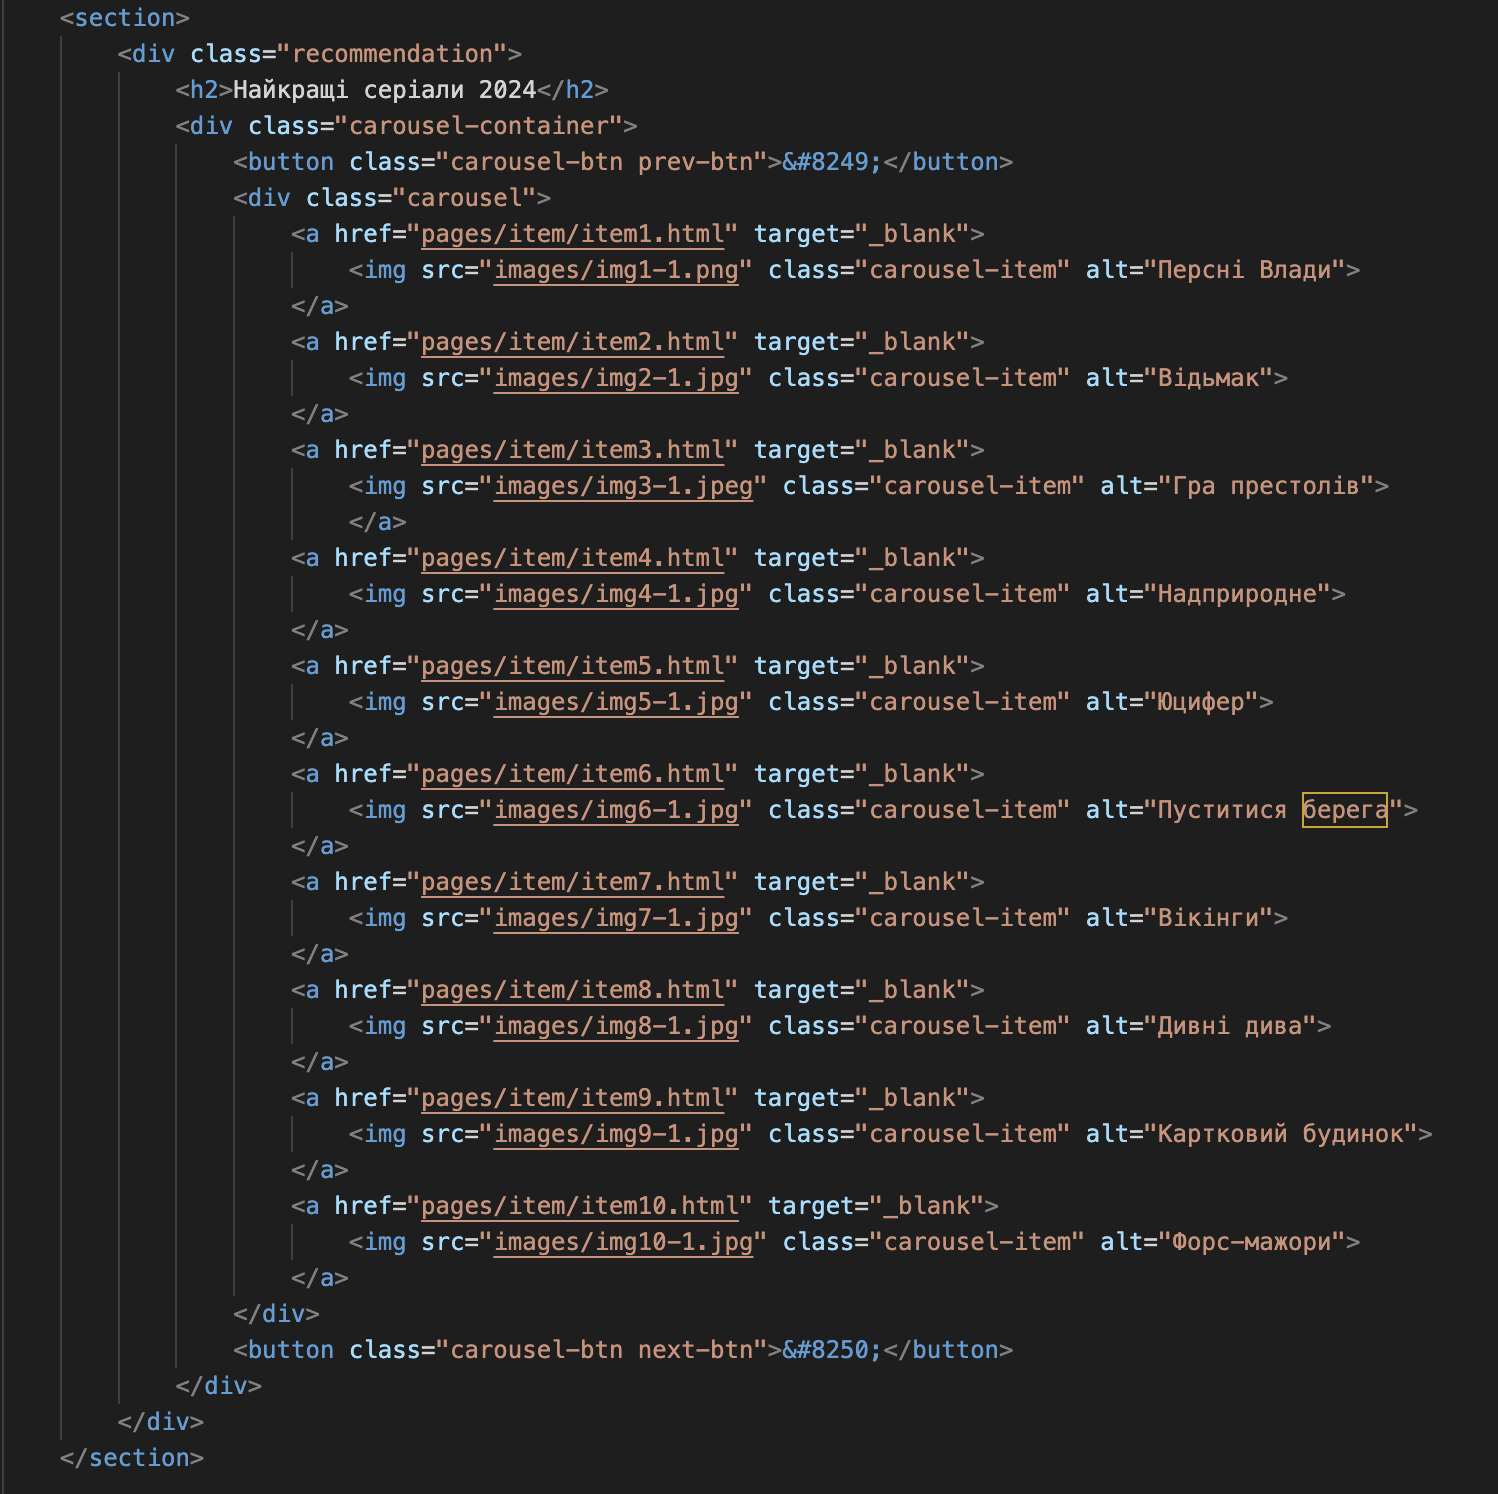 <section>
<div class="recommendation">
<h2>Найкращі серіали 2024</h2>
<div class="carousel-container">
<button class="carousel-btn prev-btn">&#8249;</button>
<div class="carousel">
<a href="pages/item/item1.html" target="_blank">
<img src="images/img1-1.png" class="carousel-item" alt="Персні Влади">
</a>
<a href="pages/item/item2.html" target="_blank">
<img src="images/img2-1.jpg" class="carousel-item" alt="Відьмак">
</a>
<a href="pages/item/item3.html" target="_blank">
<img src="images/img3-1.jpeg" class="carousel-item" alt="Гра престолів">
</a>
<a href="pages/item/item4.html" target="_blank">
<img src="images/img4-1.jpg" class="carousel-item" alt="Надприродне">
</a>
<a href="pages/item/item5.html" target="_blank">
<img src="images/img5-1.jpg" class="carousel-item" alt="Юцифер">
</a>
<a href="pages/item/item6.html" target="_blank">
<img src="images/img6-1.jpg" class="carousel-item" alt="Пуститися берега">
</a>
<a href="pages/item/item7.html" target="_blank">
<img src="images/img7-1.jpg" class="carousel-item" alt="Вікінги">
</a>
<a href="pages/item/item8.html" target="_blank">
<img src="images/img8-1.jpg" class="carousel-item" alt="Дивні дива">
</a>
<a href="pages/item/item9.html" target="_blank">
<img src="images/img9-1.jpg" class="carousel-item" alt="Картковий будинок">
</a>
<a href="pages/item/item10.html" target="_blank">
<img src="images/img10-1.jpg" class="carousel-item" alt="Форс-мажори">
</a>
</div>
<button class="carousel-btn next-btn">&#8250;</button>
</div>
</div>
</section>